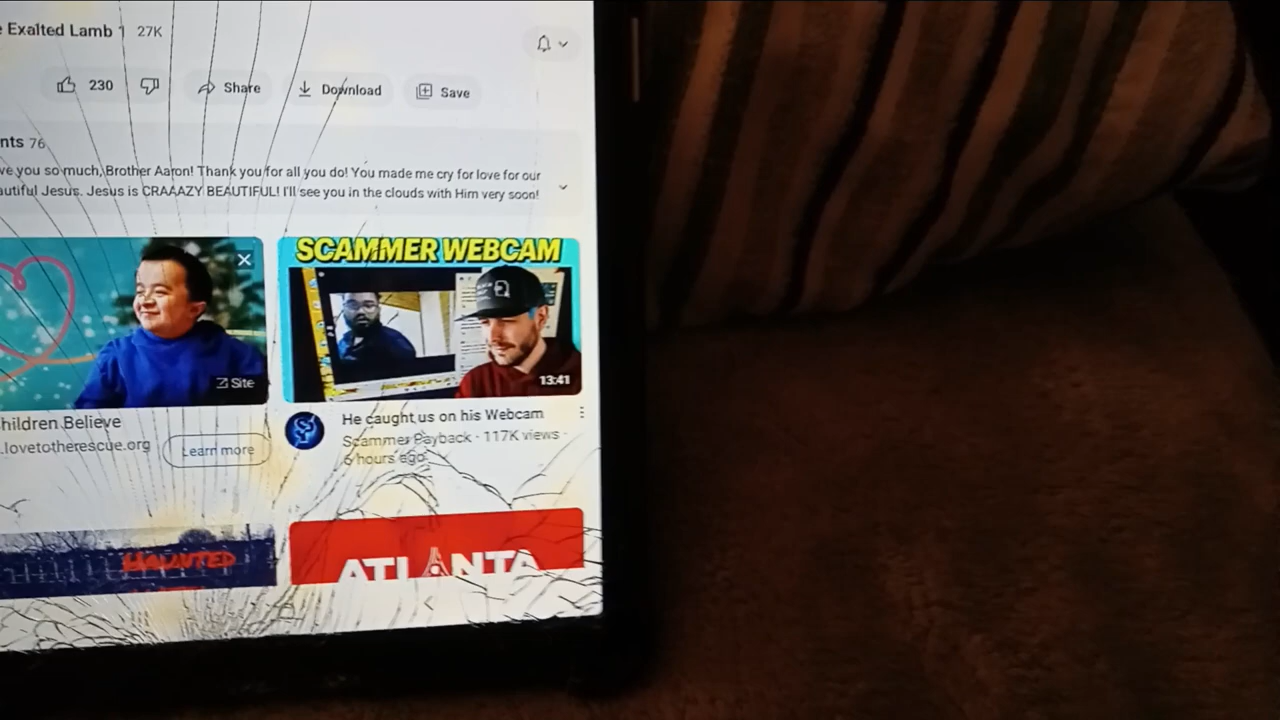 e Exalted Lamb 1 27K
230 Share Download Save
nts 76
ve you so much, Brother Aaron! Thank you for all you do! You made me cry for love for our
autiful Jesus. Jesus is CRAAAZY BEAUTIFUL! I'll see you in the clouds with Him very soon!
SCAMMER WEBCAM
Site
13:41
hildren Believe
.lovetotherescue.org
Learn more
He caught us on his Webcam
Scammer Payback · 117K views ·
6 hours ago
HAUNTED
ATLANTA